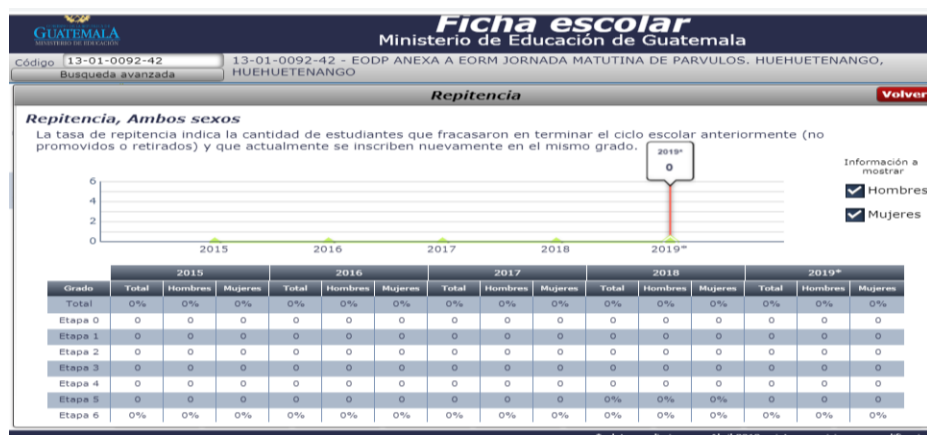 GUATEMALA
MINISTERIO DE EDUCACIÓN
Ficha escolar
Ministerio de Educación de Guatemala
Código 13-01-0092-42
Busqueda avanzada
13-01-0092-42 - EODP ANEXA A EORM JORNADA MATUTINA DE PARVULOS. HUEHUETENANGO,
HUEHUETENANGO
Repitencia
Volver
Repitencia, Ambos sexos
La tasa de repitencia indica la cantidad de estudiantes que fracasaron en terminar el ciclo escolar anteriormente (no
promovidos o retirados) y que actualmente se inscriben nuevamente en el mismo grado.
2019*
0
Información a
mostrar
Hombres
Mujeres
6
4
2
0
2015 2016 2017 2018 2019*
2015 2016 2017 2018 2019*
Grado Total Hombres Mujeres Total Hombres Mujeres Total Hombres Mujeres Total Hombres Mujeres Total Hombres Mujeres
Total 0% 0% 0% 0% 0% 0% 0% 0% 0% 0% 0% 0% 0% 0% 0%
Etapa 0 0 0 0 0 0 0 0 0 0 0 0 0 0 0 0
Etapa 1 0 0 0 0 0 0 0 0 0 0 0 0 0 0 0
Etapa 2 0 0 0 0 0 0 0 0 0 0 0 0 0 0 0
Etapa 3 0 0 0 0 0 0 0 0 0 0 0 0 0 0 0
Etapa 4 0 0 0 0 0 0 0 0 0 0 0 0 0 0 0
Etapa 5 0 0 0 0 0 0 0 0 0 0% 0% 0% 0 0 0
Etapa 6 0% 0% 0% 0% 0% 0% 0% 0% 0% 0% 0% 0% 0% 0% 0%